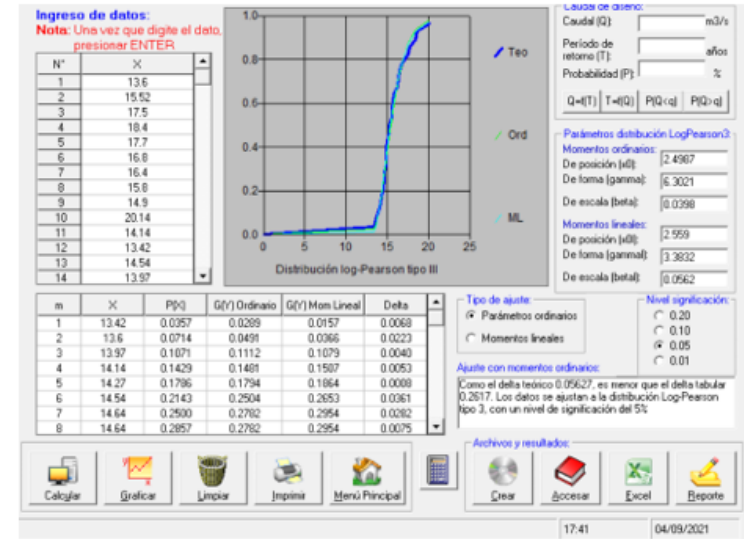 Ingreso de datos:
Nota: Una vez que digite el dato,
presionar ENTER
N° X
1 13.6
2 15.52
3 17.5
4 18.4
5 17.7
6 16.8
7 16.4
8 15.8
9 14.9
10 20.14
11 14.14
12 13.42
13 14.54
14 13.97
1.0
0.8
0.6
0.4
0.2
0.0
0 5 10 15 20 25
Distribución log-Pearson tipo III
Teo
Ord
ML
Caudal de diseño:
Caudal (Q): m3/s
Período de
retorno (T): años
Probabilidad (P): %
Q=f(T) T=f(Q) P(Q<q) P(Q>q)
Parámetros distribución LogPearson3:
Momentos ordinarios:
De posición (x0): 2.4987
De forma (gamma): 6.3021
De escala (beta): 0.0398
Momentos lineales:
De posición (x0): 2.559
De forma (gamma): 3.3832
De escala (beta): 0.0562
m X P(X) G(Y) Ordinario G(Y) Mom Lineal Delta
1 13.42 0.0357 0.0289 0.0157 0.0068
2 13.6 0.0714 0.0491 0.0366 0.0223
3 13.97 0.1071 0.1112 0.1079 0.0040
4 14.14 0.1429 0.1481 0.1507 0.0053
5 14.27 0.1786 0.1794 0.1864 0.0008
6 14.54 0.2143 0.2504 0.2653 0.0361
7 14.64 0.2500 0.2782 0.2954 0.0282
8 14.64 0.2857 0.2782 0.2954 0.0075
Tipo de ajuste:
Parámetros ordinarios
Momentos lineales
Nivel significación:
0.20
0.10
0.05
0.01
Ajuste con momentos ordinarios:
Como el delta teórico 0.05627, es menor que el delta tabular
0.2617. Los datos se ajustan a la distribución Log-Pearson
tipo 3, con un nivel de significación del 5%
Calcular Graficar Limpiar Imprimir Menú Principal
Archivos y resultados:
Crear Accesar Excel Reporte
17:41 04/09/2021